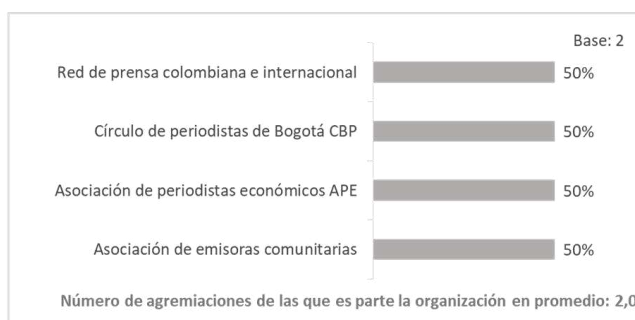 Base: 2
Red de prensa colombiana e internacional 50%
Círculo de periodistas de Bogotá CBP 50%
Asociación de periodistas económicos APE 50%
Asociación de emisoras comunitarias 50%
Número de agremiaciones de las que es parte la organización en promedio: 2,0